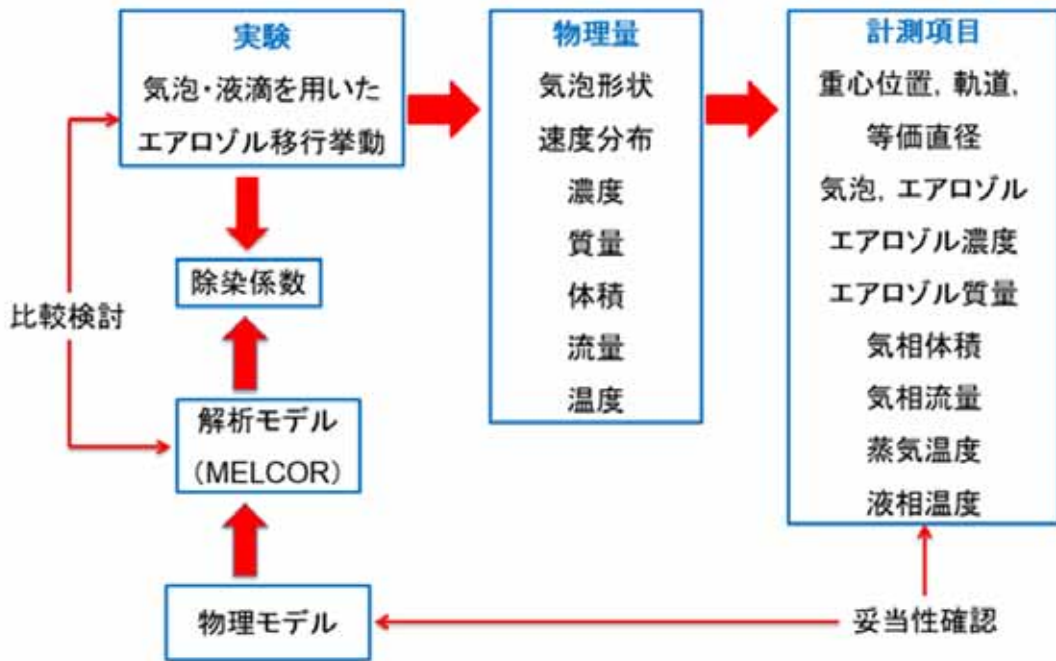 実験
気泡・液滴を用いた
エアロゾル移行挙動
除染係数
比較検討
解析モデル
（MELCOR）
物理モデル
物理量
気泡形状
速度分布
濃度
質量
体積
流量
温度
計測項目
重心位置, 軌道,
等価直径
気泡, エアロゾル
エアロゾル濃度
エアロゾル質量
気相体積
気相流量
蒸気温度
液相温度
妥当性確認